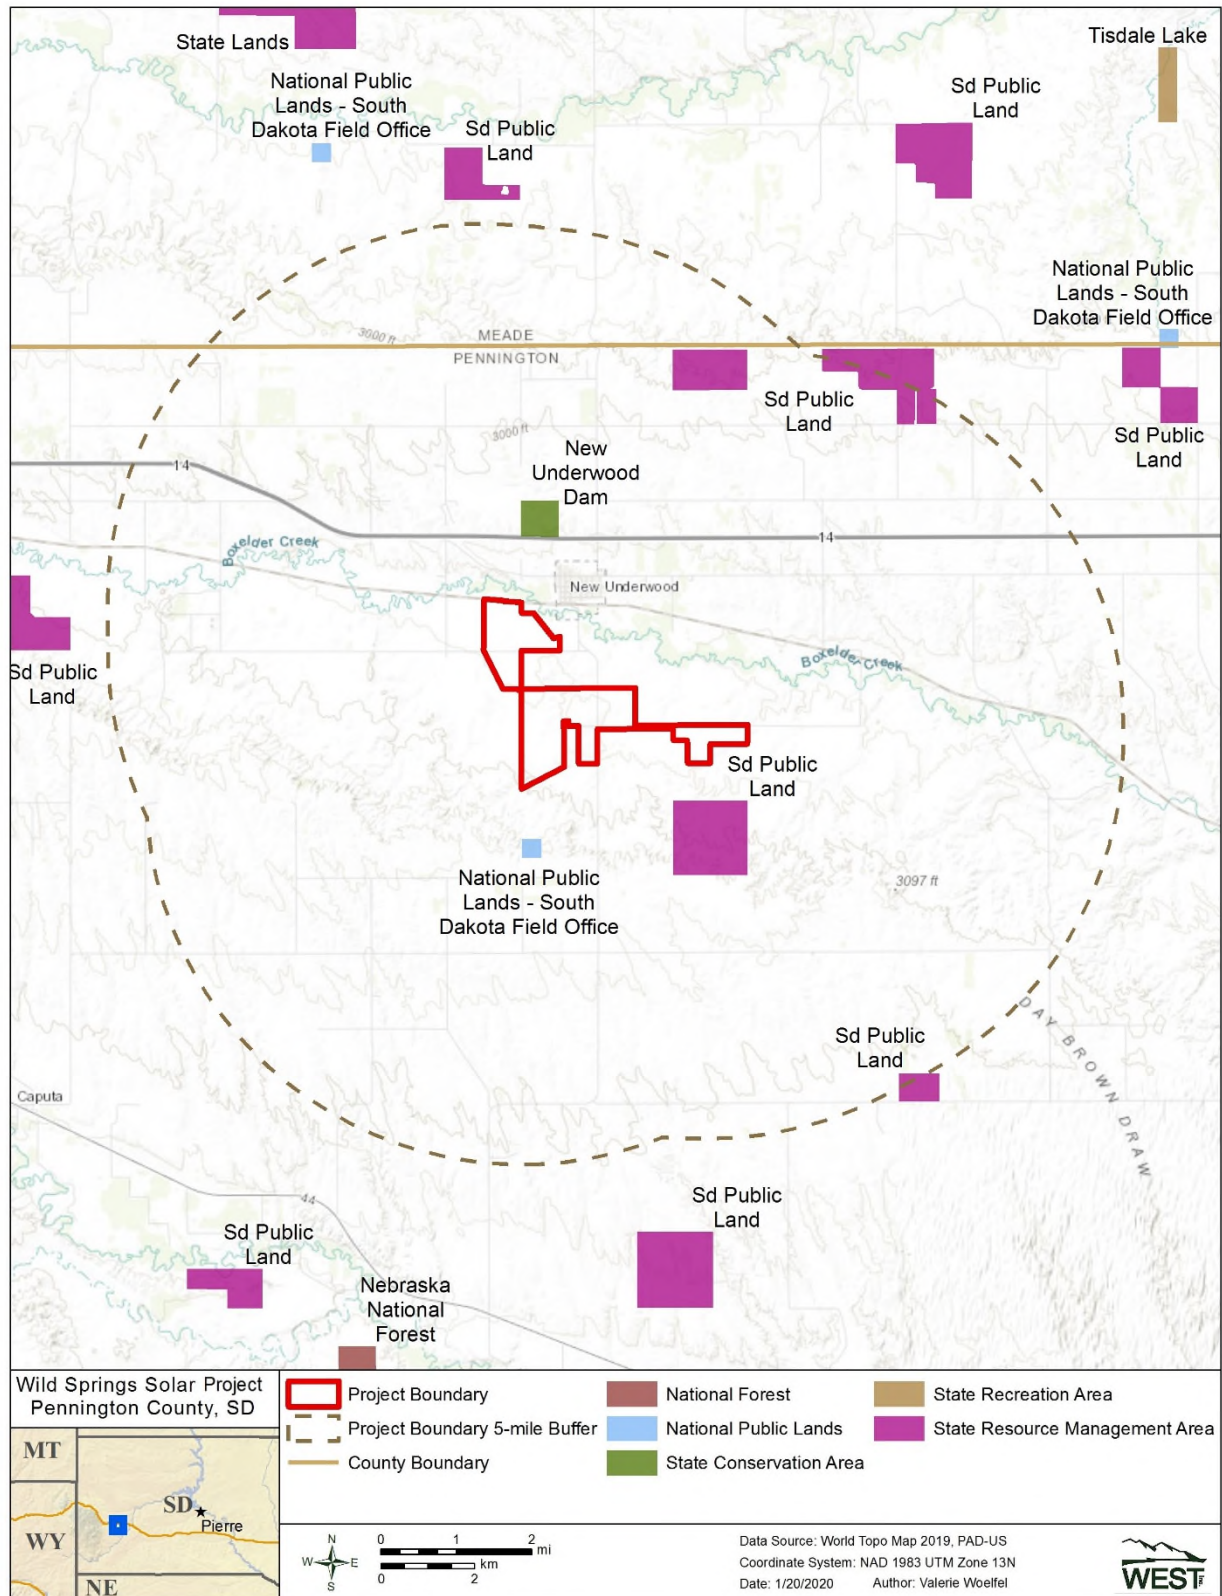 State Lands
National Public
Lands - South
Dakota Field Office
Sd Public
Land
Sd Public
Land
Tisdale Lake
National Public
Lands - South
Dakota Field Office
3000 ft
MEADE
PENNINGTON
Sd Public
Land
Sd Public
Land
3000 ft
New
Underwood
Dam
14
14
Boxelder Creek
New Underwood
Boxelder Creek
Sd Public
Land
Sd Public
Land
National Public
Lands - South
Dakota Field Office
3097 ft
DAY BROWN DRAW
Sd Public
Land
Caputa
44
Sd Public
Land
Sd Public
Land
Nebraska
National
Forest
Wild Springs Solar Project
Pennington County, SD
MT
SD
Pierre
WY
NE
Project Boundary
Project Boundary 5-mile Buffer
County Boundary
National Forest
National Public Lands
State Conservation Area
State Recreation Area
State Resource Management Area
N
W E
S
0 1 2
mi
km
0 2
Data Source: World Topo Map 2019, PAD-US
Coordinate System: NAD 1983 UTM Zone 13N
Date: 1/20/2020 Author: Valerie Woelfel
WEST